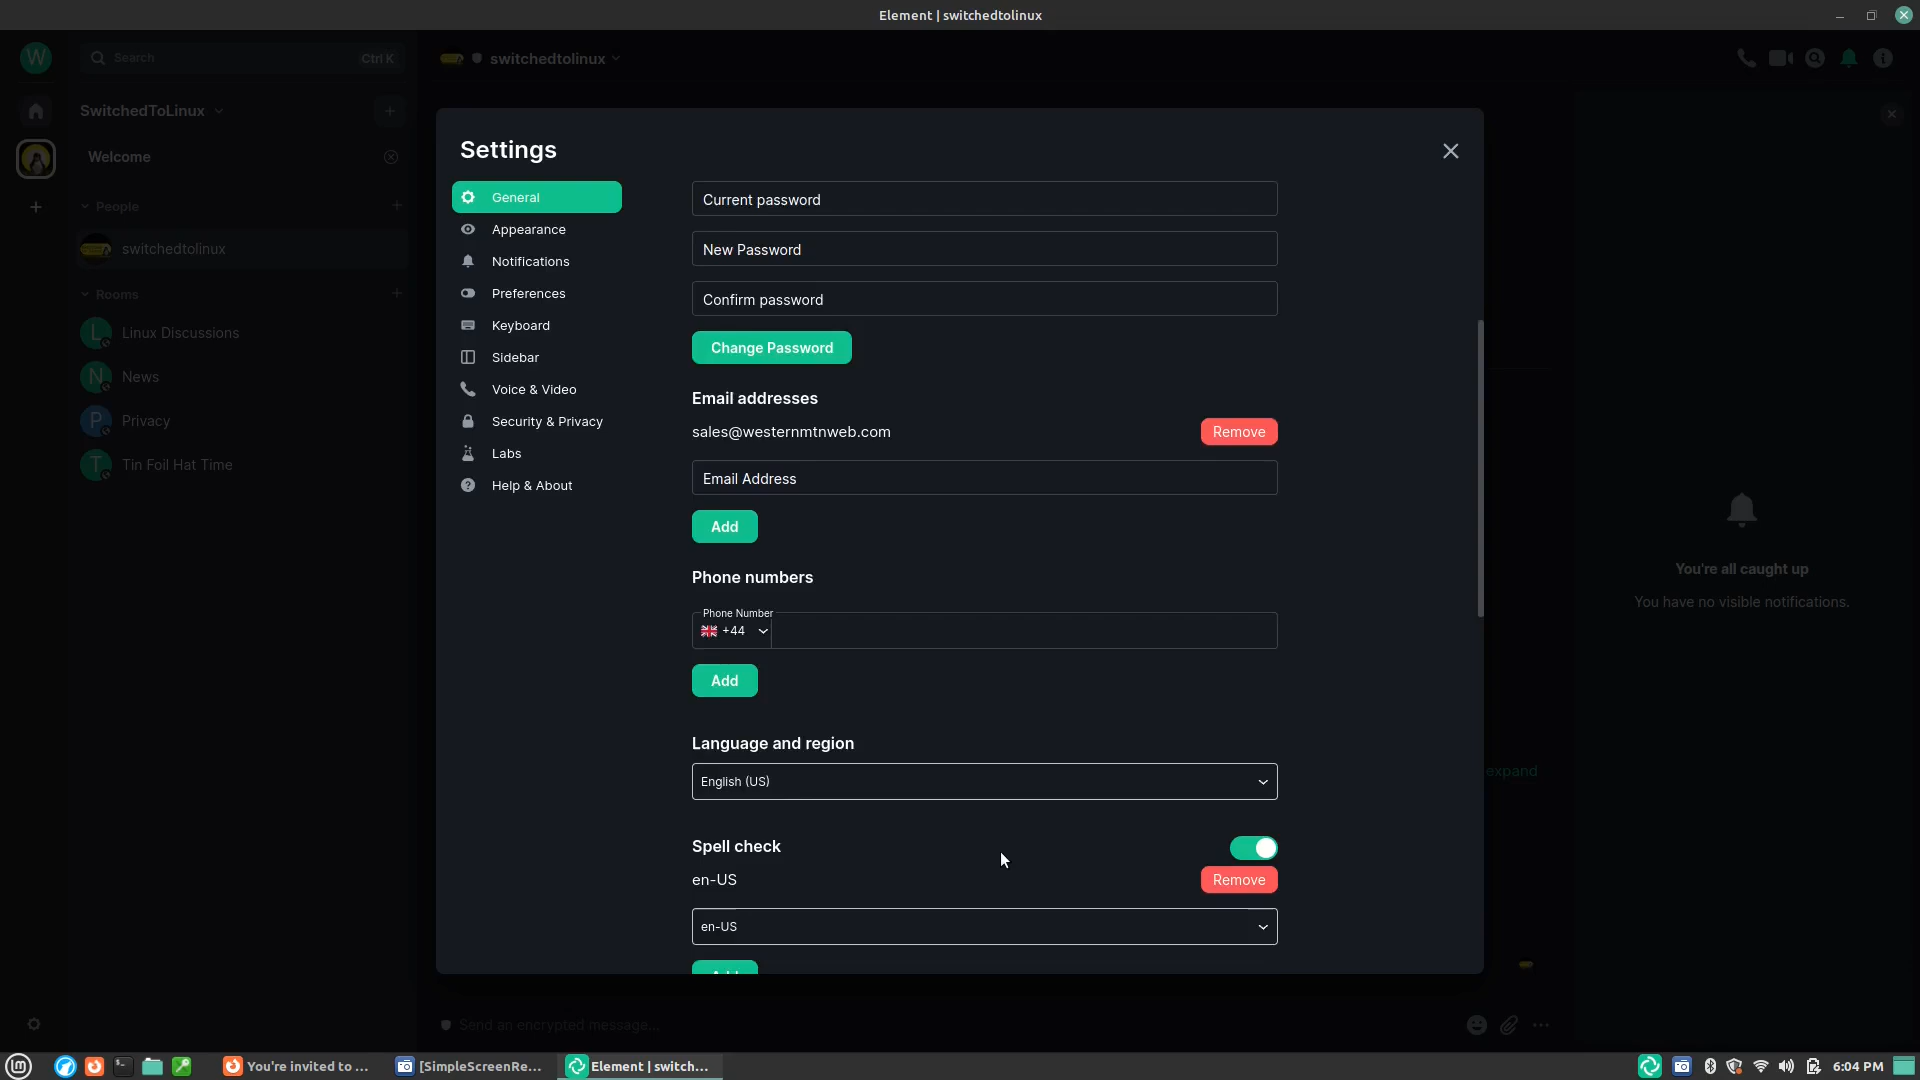 Element | switchedtolinux
W
Search
Ctrl K
switchedtolinux
SwitchedToLinux
Welcome
People
switchedtolinux
Rooms
L
Linux Discussions
N
News
P
Privacy
T
Tin Foil Hat Time
Settings
General
Appearance
Notifications
Preferences
Keyboard
Sidebar
Voice & Video
Security & Privacy
Labs
Help & About
Current password
New Password
Confirm password
Change Password
Email addresses
sales@westernmtnweb.com
Remove
Email Address
Add
Phone numbers
Phone Number
+44
Add
Language and region
English (US)
Spell check
en-US
Remove
en-US
Add
You're all caught up
You have no visible notifications.
expand
Send an encrypted message...
You're invited to ...
[SimpleScreenRe...
Element | switch...
6:04 PM